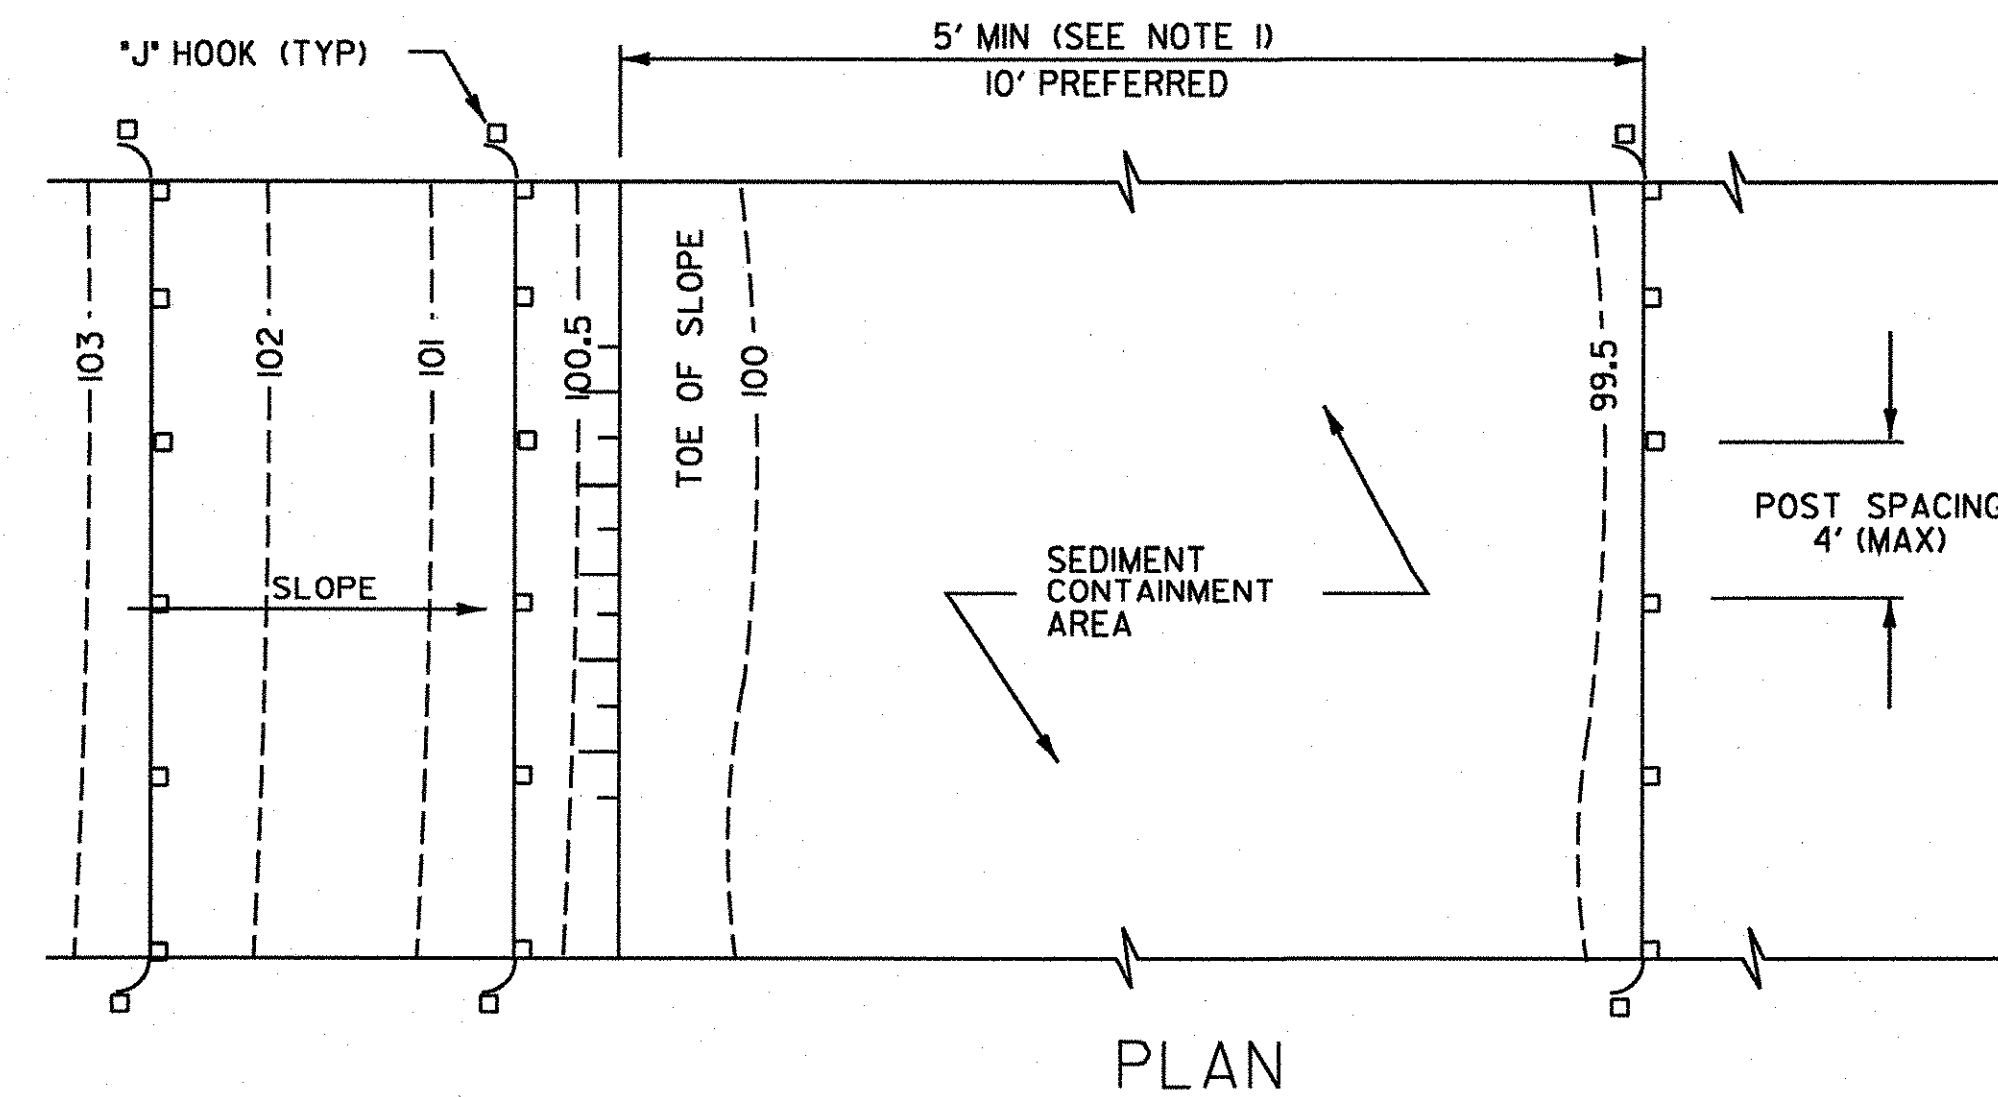 5' MIN (SEE NOTE 1)
"J" HOOK (TYP)
10' PREFERRED
TOE OF SLOPE
103
102
101
100.5
100
99.5
POST SPACING
4' (MAX)
SEDIMENT
CONTAINMENT
AREA
SLOPE
PLAN